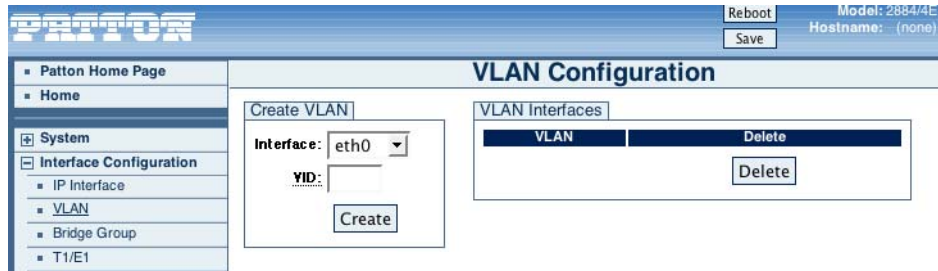 PATTON
Reboot
Save
Model: 2884/4E
Hostname: (none)
Patton Home Page
Home
System
Interface Configuration
IP Interface
VLAN
Bridge Group
T1/E1
VLAN Configuration
Create VLAN
Interface: eth0
VID:
Create
VLAN Interfaces
VLAN Delete
Delete